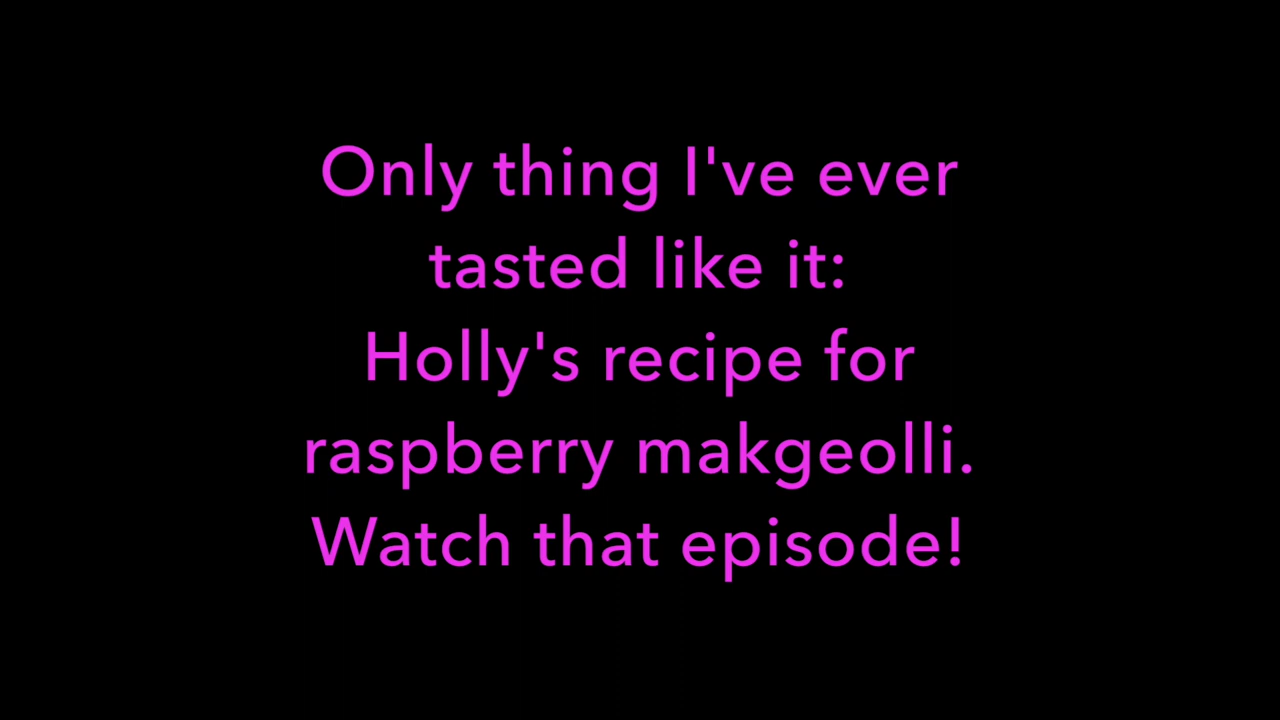 Only thing I've ever
tasted like it:
Holly's recipe for
raspberry makgeolli.
Watch that episode!